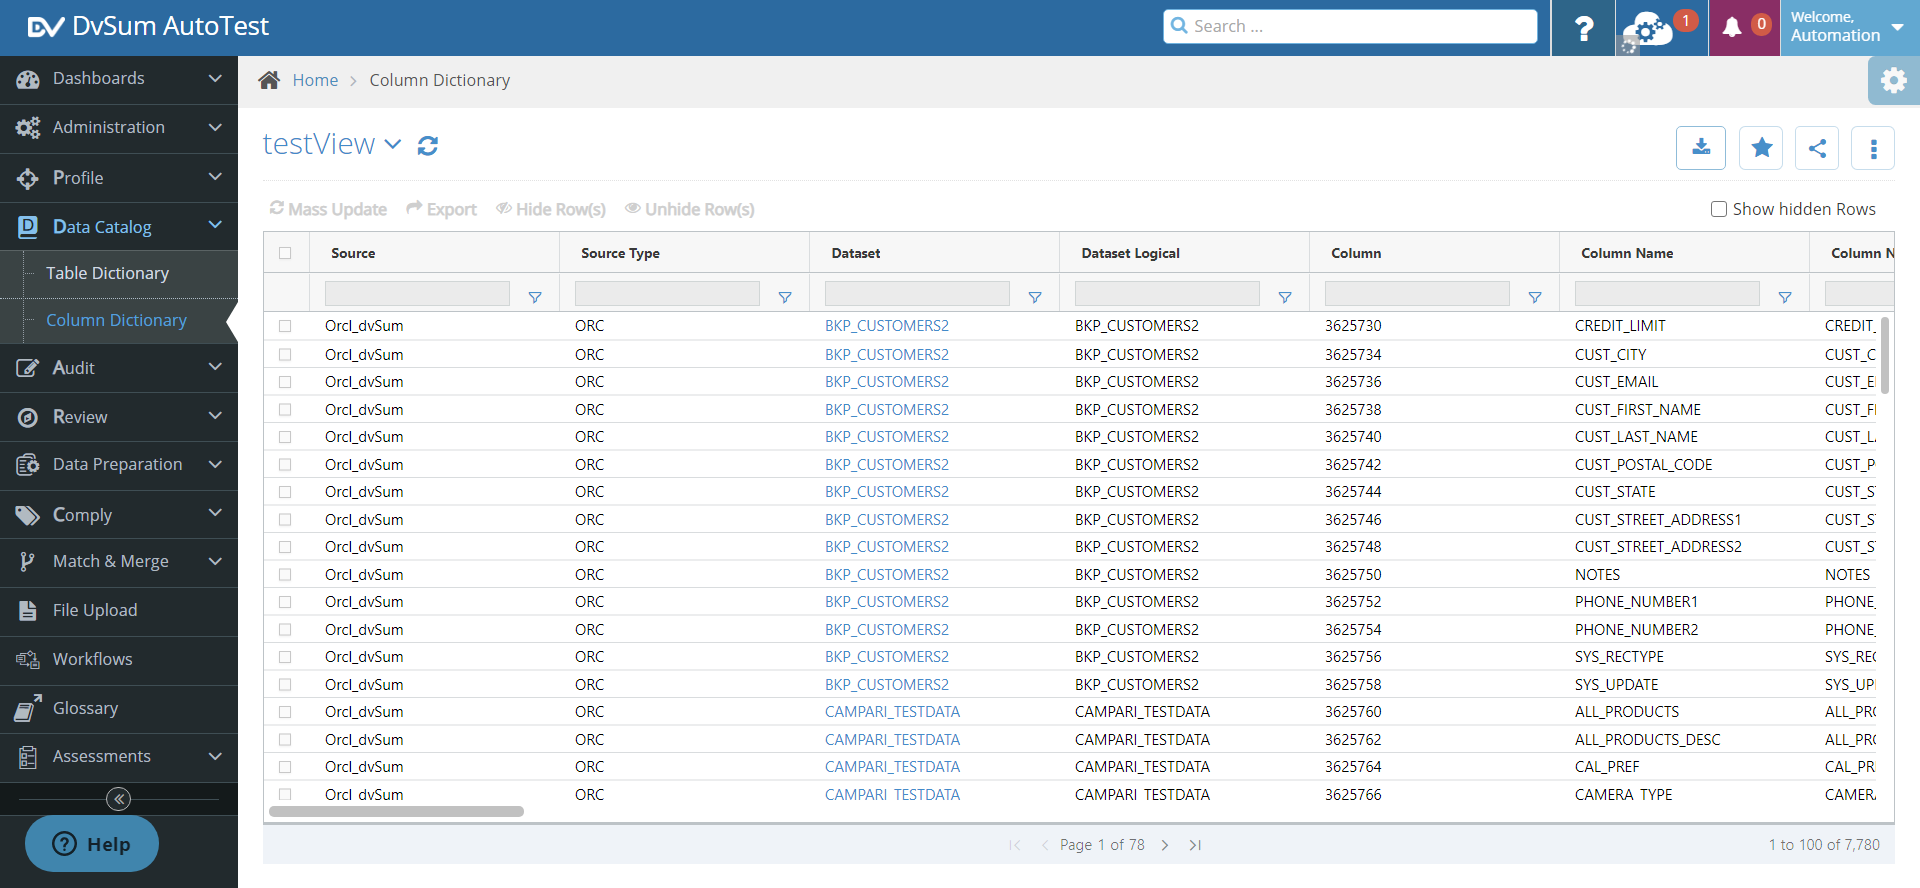 DV DvSum AutoTest
Search ...
?
1
0
Welcome,
Automation
Dashboards
Administration
Profile
Data Catalog
Table Dictionary
Column Dictionary
Audit
Review
Data Preparation
Comply
Match & Merge
File Upload
Workflows
Glossary
Assessments
Help
Home > Column Dictionary
testView
Mass Update Export Hide Row(s) Unhide Row(s)
Show hidden Rows
Source Source Type Dataset Dataset Logical Column Column Name Column N
Orcl_dvSum ORC BKP_CUSTOMERS2 BKP_CUSTOMERS2 3625730 CREDIT_LIMIT CREDIT_
Orcl_dvSum ORC BKP_CUSTOMERS2 BKP_CUSTOMERS2 3625734 CUST_CITY CUST_C
Orcl_dvSum ORC BKP_CUSTOMERS2 BKP_CUSTOMERS2 3625736 CUST_EMAIL CUST_E
Orcl_dvSum ORC BKP_CUSTOMERS2 BKP_CUSTOMERS2 3625738 CUST_FIRST_NAME CUST_F
Orcl_dvSum ORC BKP_CUSTOMERS2 BKP_CUSTOMERS2 3625740 CUST_LAST_NAME CUST_L
Orcl_dvSum ORC BKP_CUSTOMERS2 BKP_CUSTOMERS2 3625742 CUST_POSTAL_CODE CUST_P
Orcl_dvSum ORC BKP_CUSTOMERS2 BKP_CUSTOMERS2 3625744 CUST_STATE CUST_S
Orcl_dvSum ORC BKP_CUSTOMERS2 BKP_CUSTOMERS2 3625746 CUST_STREET_ADDRESS1 CUST_S
Orcl_dvSum ORC BKP_CUSTOMERS2 BKP_CUSTOMERS2 3625748 CUST_STREET_ADDRESS2 CUST_S
Orcl_dvSum ORC BKP_CUSTOMERS2 BKP_CUSTOMERS2 3625750 NOTES NOTES
Orcl_dvSum ORC BKP_CUSTOMERS2 BKP_CUSTOMERS2 3625752 PHONE_NUMBER1 PHONE_
Orcl_dvSum ORC BKP_CUSTOMERS2 BKP_CUSTOMERS2 3625754 PHONE_NUMBER2 PHONE_
Orcl_dvSum ORC BKP_CUSTOMERS2 BKP_CUSTOMERS2 3625756 SYS_RECTYPE SYS_REC
Orcl_dvSum ORC BKP_CUSTOMERS2 BKP_CUSTOMERS2 3625758 SYS_UPDATE SYS_UP
Orcl_dvSum ORC CAMPARI_TESTDATA CAMPARI_TESTDATA 3625760 ALL_PRODUCTS ALL_PRO
Orcl_dvSum ORC CAMPARI_TESTDATA CAMPARI_TESTDATA 3625762 ALL_PRODUCTS_DESC ALL_PRO
Orcl_dvSum ORC CAMPARI_TESTDATA CAMPARI_TESTDATA 3625764 CAL_PREF CAL_PR
Orcl_dvSum ORC CAMPARI_TESTDATA CAMPARI_TESTDATA 3625766 CAMERA_TYPE CAMERA
Page 1 of 78
1 to 100 of 7,780